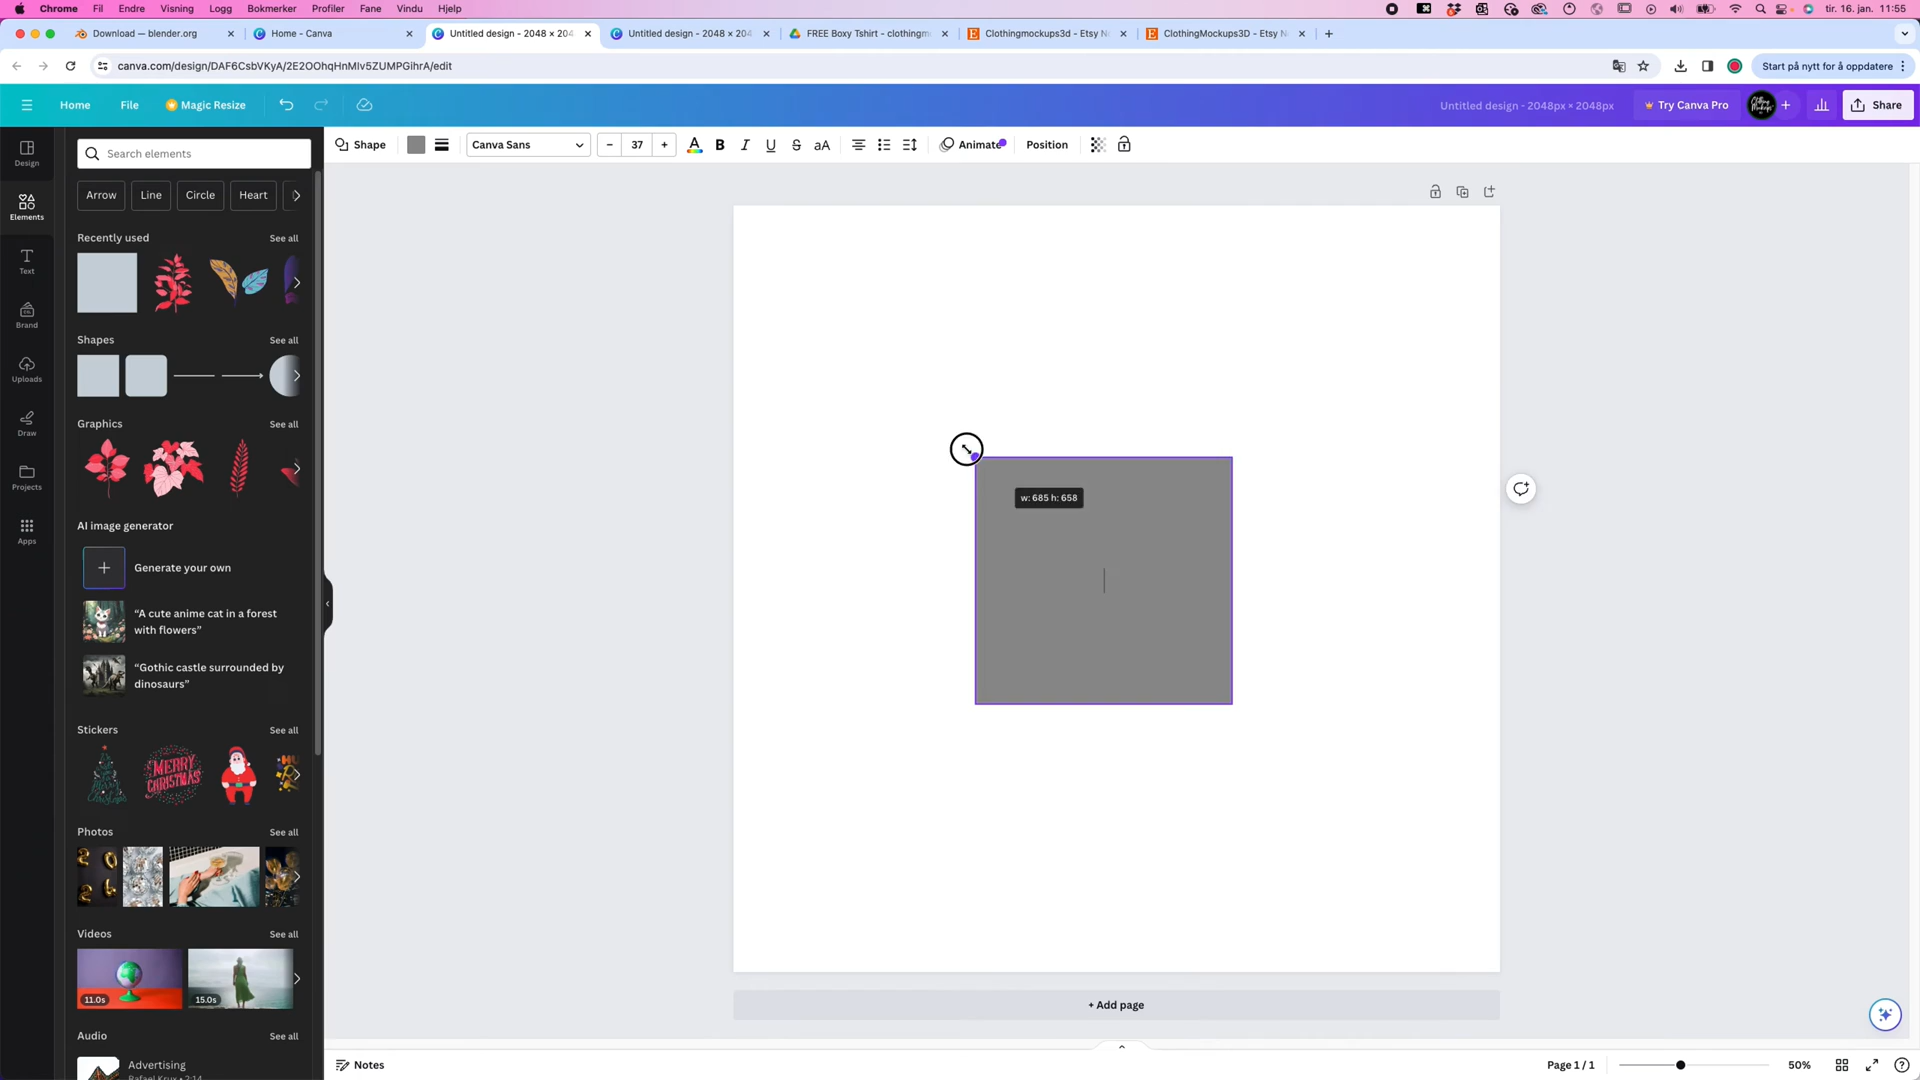 Chrome Fil Endre Visning Logg Bokmerker Profiler Fane Vindu Hjelp tir. 16. jan. 11:55
Download — blender.org Home - Canva Untitled design - 2048 × 204 Untitled design - 2048 × 204 FREE Boxy Tshirt - clothingm Clothingmockups3d - Etsy N ClothingMockups3D - Etsy N
canva.com/design/DAF6CsbVKyA/2E2OOhqHnMIv5ZUMPGihrA/edit Start på nytt for å oppdatere
Home File Magic Resize Untitled design - 2048px × 2048px Try Canva Pro Share
Shape Canva Sans 37 A B I U S aA Animate Position
Search elements
Arrow Line Circle Heart
Design
Elements
Text
Brand
Uploads
Draw
Projects
Apps
Recently used See all
Shapes See all
Graphics See all
AI image generator
Generate your own
“A cute anime cat in a forest
with flowers”
“Gothic castle surrounded by
dinosaurs”
Stickers See all
MERRY
CHRISTMAS
Photos See all
Videos See all
11.0s 15.0s
Audio See all
Advertising
w: 685 h: 658
+ Add page
Notes Page 1 / 1 50%